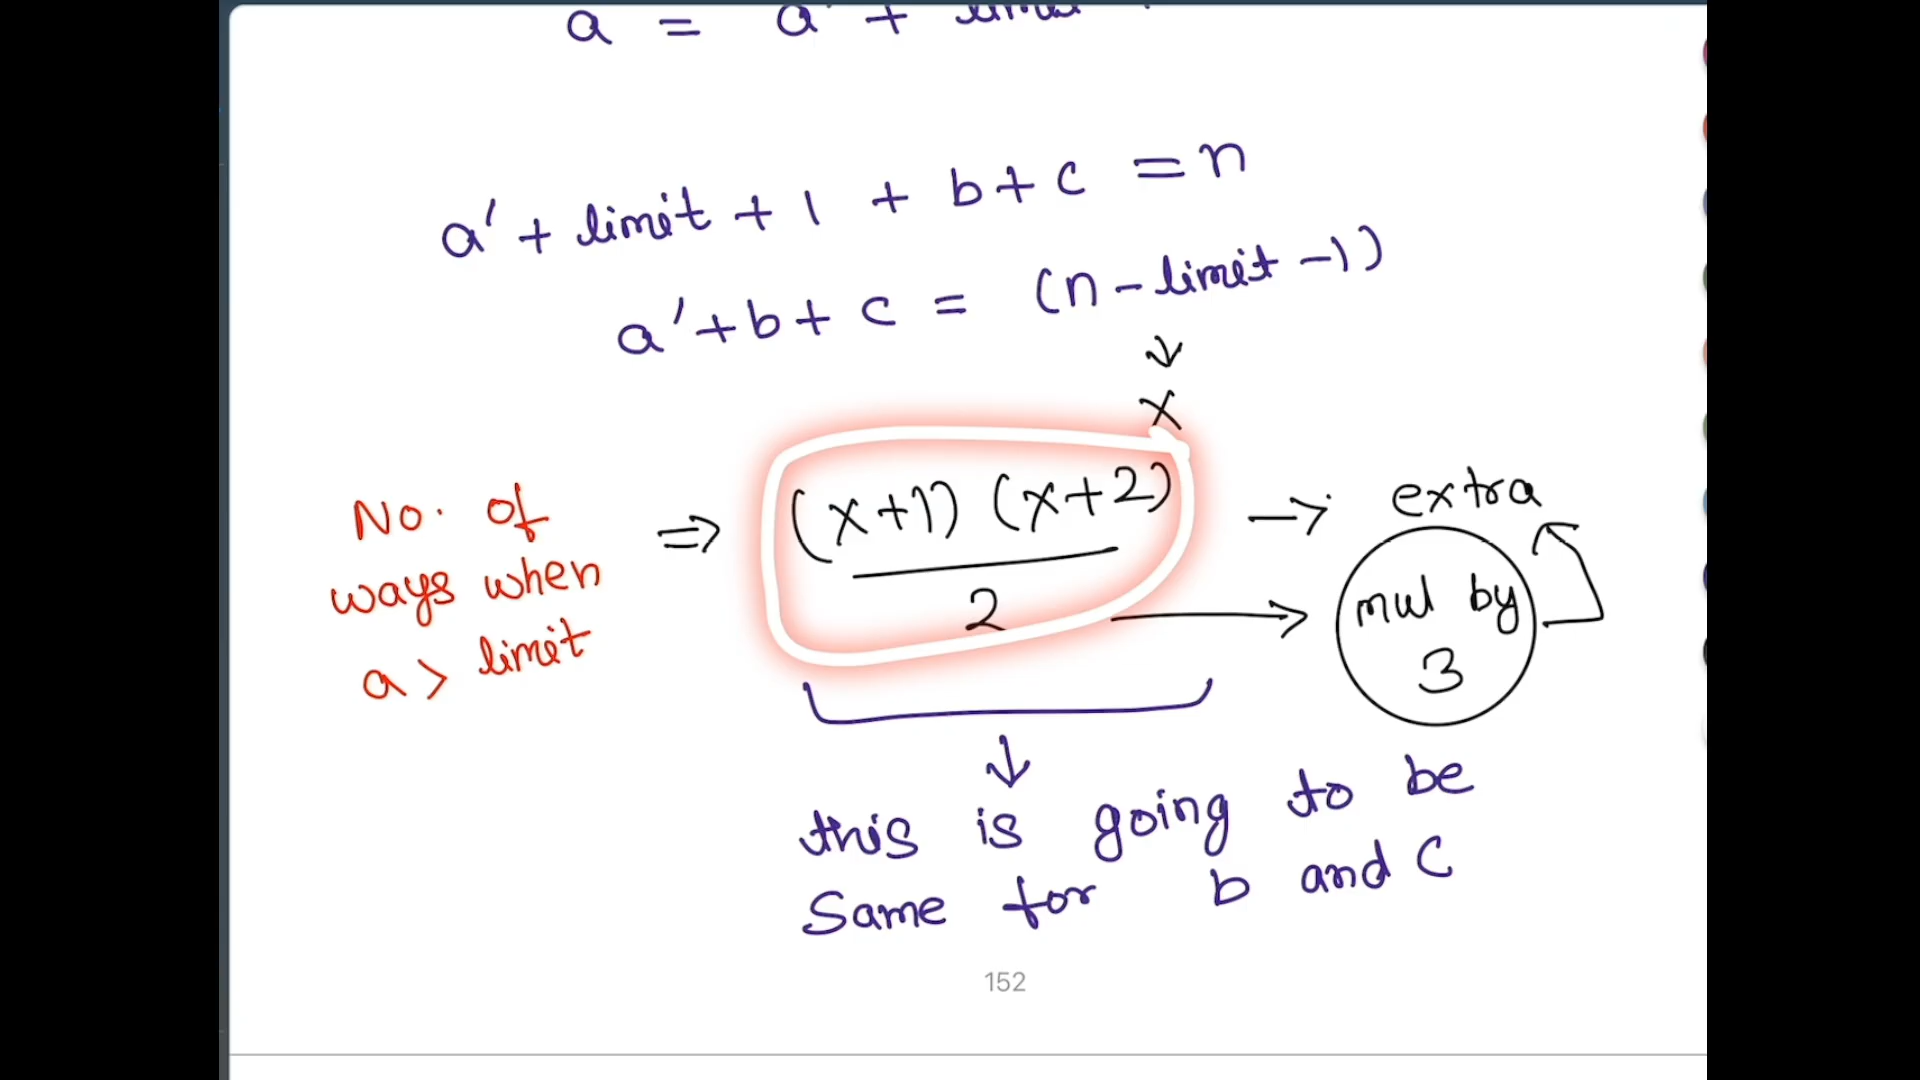 a = a' +
a' + limit + 1 + b + c = n
a' + b + c = (n - limit - 1)
↓
x
No. of
ways when
a > limit
⇒ (x+1) (x+2)
2
→ extra
mul by
3
↓
this is going to be
Same for b and c
152